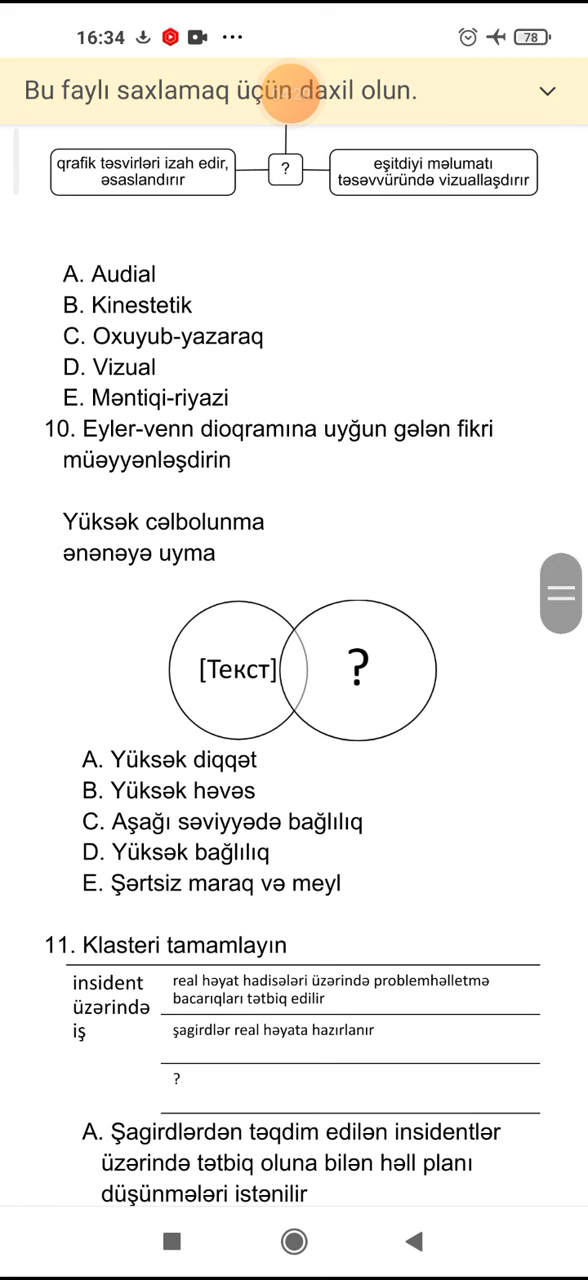 16:34
78
Bu faylı saxlamaq üçün daxil olun.
qrafik təsvirləri izah edir,
əsaslandırır
?
eşitdiyi məlumatı
təsəvvüründə vizuallaşdırır
A. Audial
B. Kinestetik
C. Oxuyub-yazaraq
D. Vizual
E. Məntiqi-riyazi
10. Eyler-venn dioqramına uyğun gələn fikri
müəyyənləşdirin
Yüksək cəlbolunma
ənənəyə uyma
[Текст]
?
A. Yüksək diqqət
B. Yüksək həvəs
C. Aşağı səviyyədə bağlılıq
D. Yüksək bağlılıq
E. Şərtsiz maraq və meyl
11. Klasteri tamamlayın
insident
üzərində
iş
real həyat hadisələri üzərində problemhəlletmə
bacarıqları tətbiq edilir
şagirdlər real həyata hazırlanır
?
A. Şagirdlərdən təqdim edilən insidentlər
üzərində tətbiq oluna bilən həll planı
düşünmələri istənilir